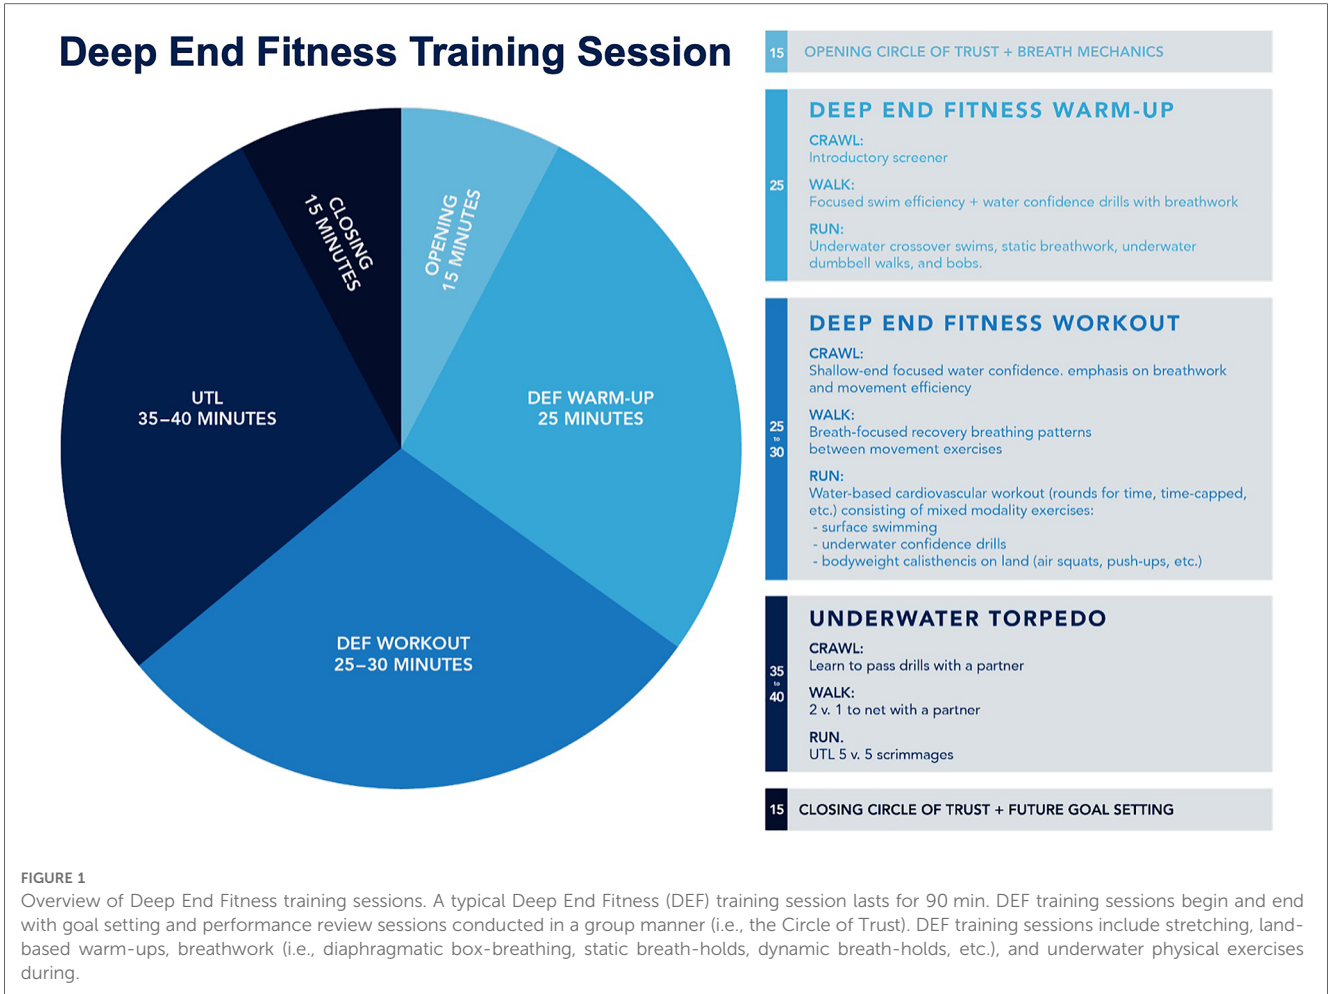 Deep End Fitness Training Session
OPENING
15 MINUTES
DEF WARM-UP
25 MINUTES
DEF WORKOUT
25–30 MINUTES
UTL
35–40 MINUTES
CLOSING
15 MINUTES
15 OPENING CIRCLE OF TRUST + BREATH MECHANICS
25
DEEP END FITNESS WARM-UP
CRAWL:
Introductory screener
WALK:
Focused swim efficiency + water confidence drills with breathwork
RUN:
Underwater crossover swims, static breathwork, underwater
dumbbell walks, and bobs.
25
to
30
DEEP END FITNESS WORKOUT
CRAWL:
Shallow-end focused water confidence. emphasis on breathwork
and movement efficiency
WALK:
Breath-focused recovery breathing patterns
between movement exercises
RUN:
Water-based cardiovascular workout (rounds for time, time-capped,
etc.) consisting of mixed modality exercises:
- surface swimming
- underwater confidence drills
- bodyweight calisthencis on land (air squats, push-ups, etc.)
35
to
40
UNDERWATER TORPEDO
CRAWL:
Learn to pass drills with a partner
WALK:
2 v. 1 to net with a partner
RUN.
UTL 5 v. 5 scrimmages
15 CLOSING CIRCLE OF TRUST + FUTURE GOAL SETTING
FIGURE 1
Overview of Deep End Fitness training sessions. A typical Deep End Fitness (DEF) training session lasts for 90 min. DEF training sessions begin and end
with goal setting and performance review sessions conducted in a group manner (i.e., the Circle of Trust). DEF training sessions include stretching, land-
based warm-ups, breathwork (i.e., diaphragmatic box-breathing, static breath-holds, dynamic breath-holds, etc.), and underwater physical exercises
during.